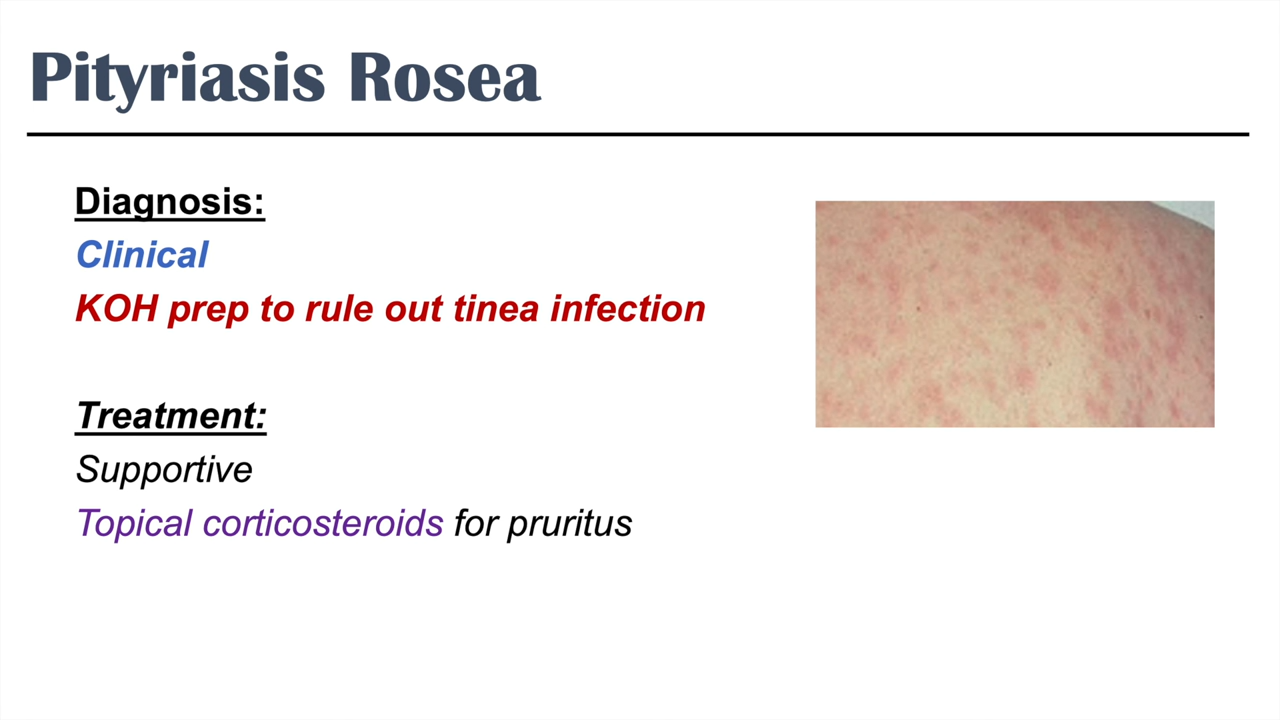 Pityriasis Rosea
Diagnosis:
Clinical
KOH prep to rule out tinea infection
Treatment:
Supportive
Topical corticosteroids for pruritus